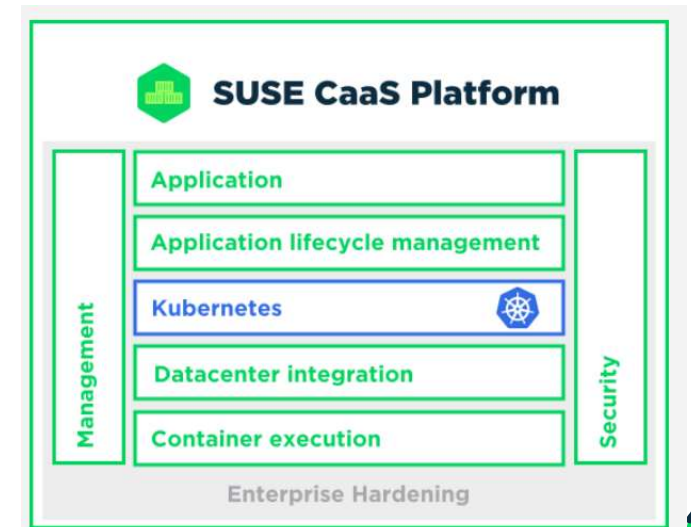 SUSE CaaS Platform
Management
Application
Application lifecycle management
Kubernetes
Datacenter integration
Container execution
Security
Enterprise Hardening